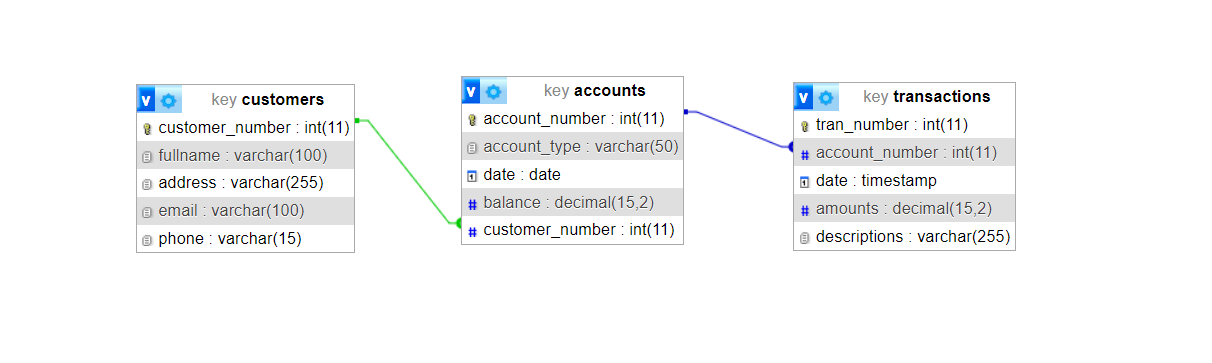 v key customers
customer_number : int(11)
fullname : varchar(100)
address : varchar(255)
email : varchar(100)
phone : varchar(15)
v key accounts
account_number : int(11)
account_type : varchar(50)
date : date
balance : decimal(15,2)
customer_number : int(11)
v key transactions
tran_number : int(11)
account_number : int(11)
date : timestamp
amounts : decimal(15,2)
descriptions : varchar(255)